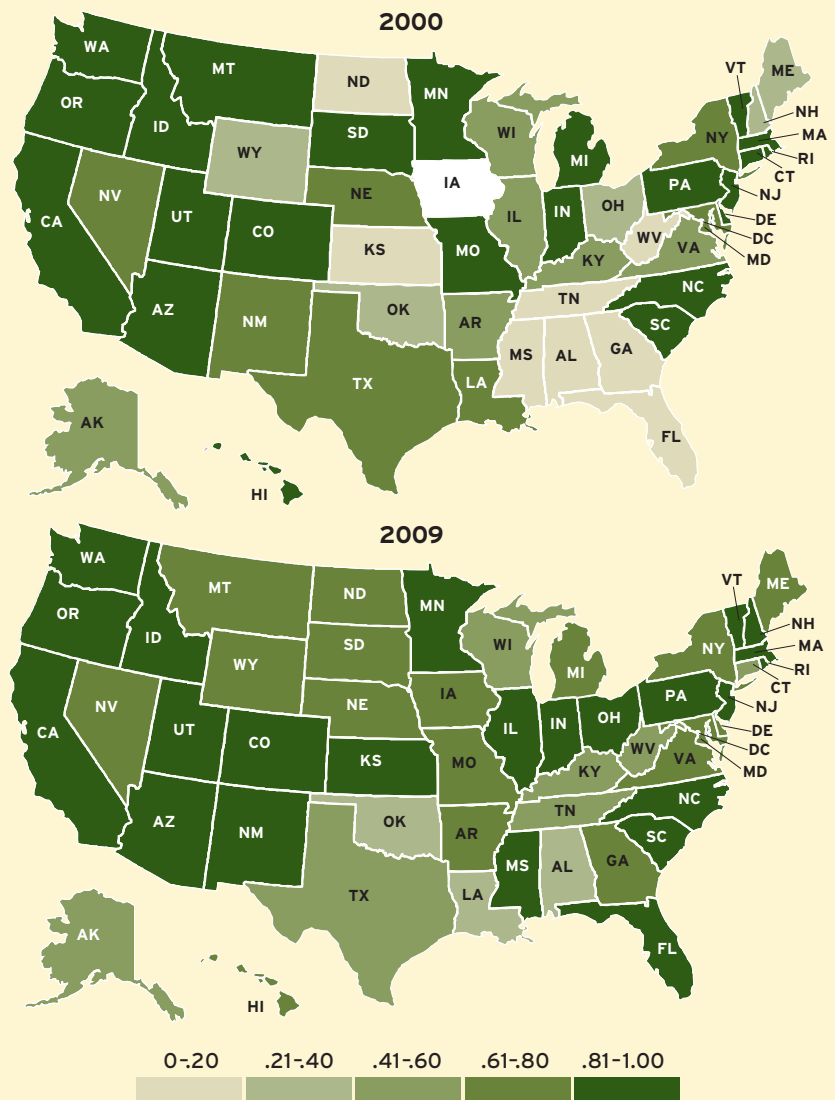 2000
WA
MT
ND
MN
VT
ME
OR
ID
SD
WI
NH
NY
MA
WY
MI
RI
IA
CT
NV
NE
PA
NJ
CA
UT
IL
IN
OH
DE
CO
WV
DC
KS
MO
VA
MD
KY
AZ
NM
OK
TN
NC
AR
SC
MS
AL
GA
TX
LA
AK
FL
HI
2009
WA
MT
ND
MN
VT
ME
OR
ID
SD
WI
NH
NY
MA
WY
MI
RI
IA
CT
NV
NE
PA
NJ
CA
UT
IL
IN
OH
DE
CO
WV
DC
KS
MO
VA
MD
KY
AZ
NM
OK
TN
NC
AR
SC
MS
AL
GA
TX
LA
AK
FL
HI
0-.20 .21-.40 .41-.60 .61-.80 .81-1.00